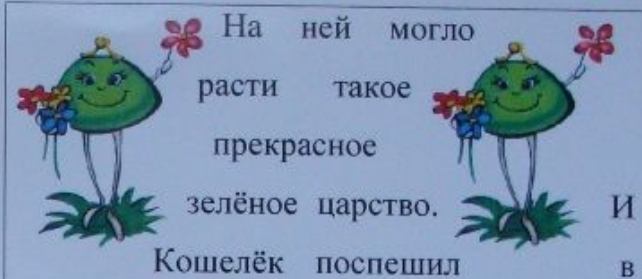 На ней могло
расти такое
прекрасное
зелёное царство. И
Кошелёк поспешил в